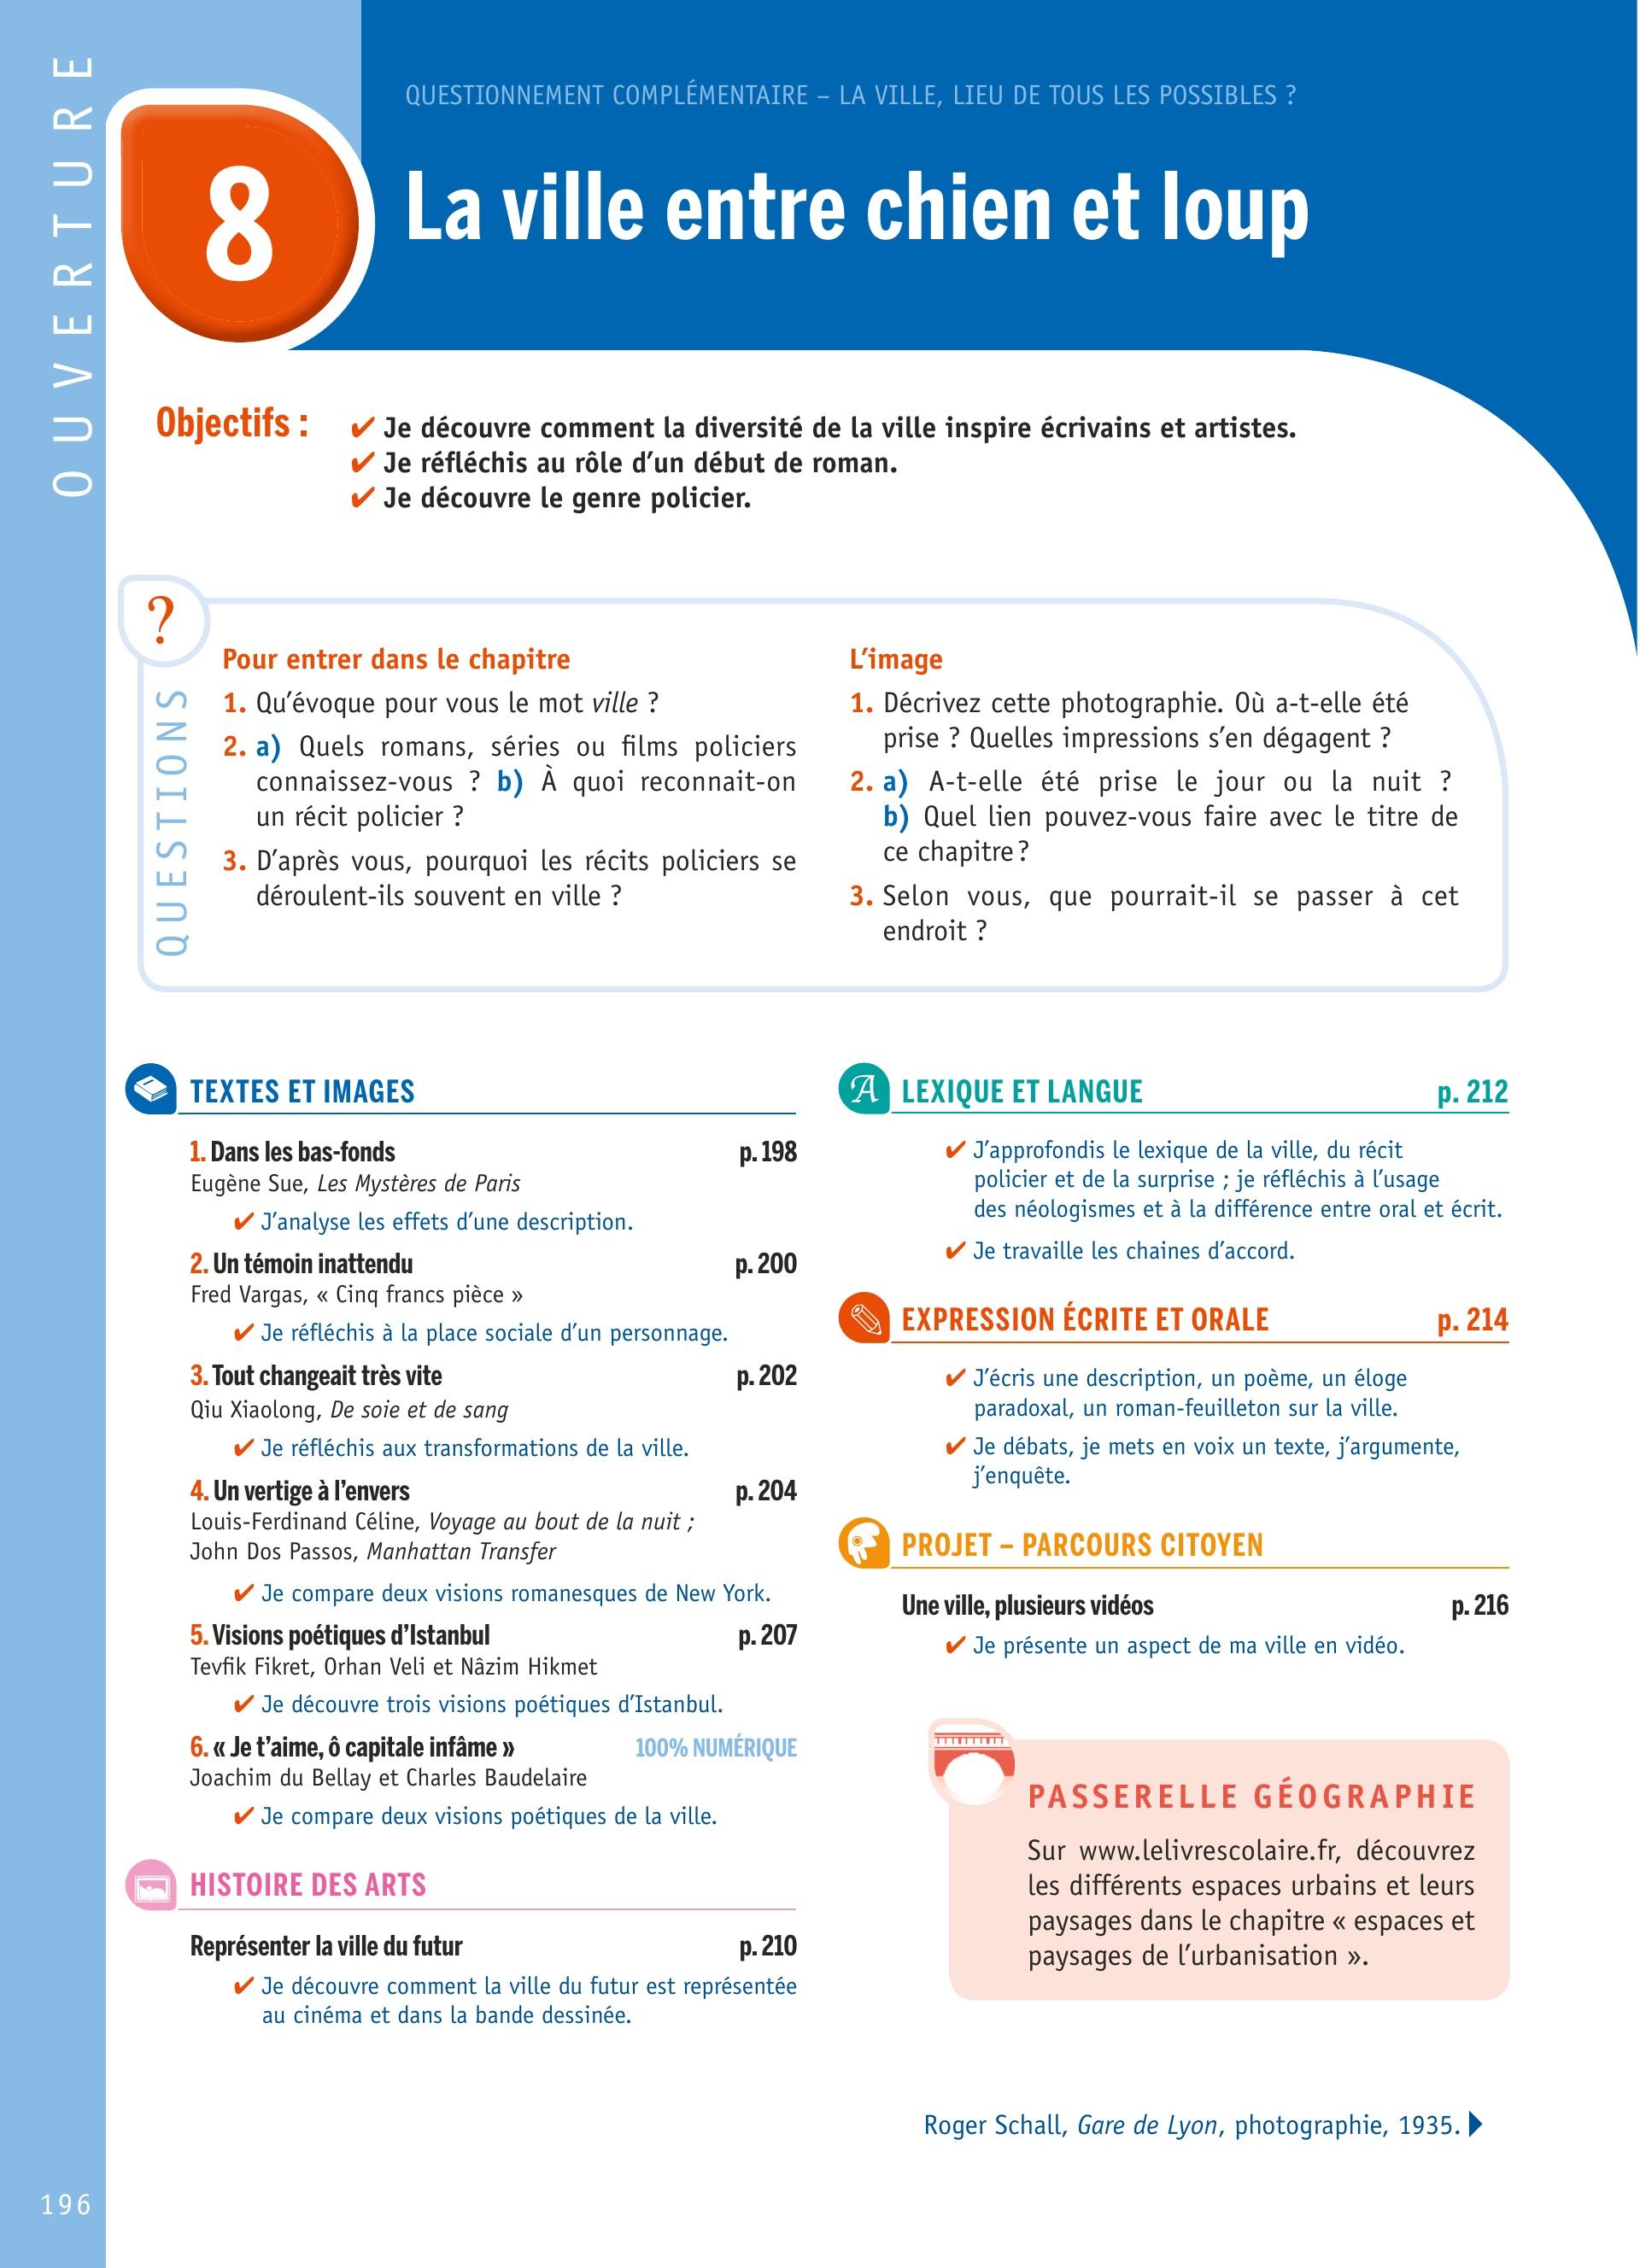 OUVERTURE
QUESTIONNEMENT COMPLÉMENTAIRE – LA VILLE, LIEU DE TOUS LES POSSIBLES ?
8
La ville entre chien et loup
Objectifs :
✔ Je découvre comment la diversité de la ville inspire écrivains et artistes.
✔ Je réfléchis au rôle d’un début de roman.
✔ Je découvre le genre policier.
?
QUESTIONS
Pour entrer dans le chapitre
1. Qu’évoque pour vous le mot ville ?
2. a) Quels romans, séries ou films policiers
connaissez-vous ? b) À quoi reconnait-on
un récit policier ?
3. D’après vous, pourquoi les récits policiers se
déroulent-ils souvent en ville ?
L’image
1. Décrivez cette photographie. Où a-t-elle été
prise ? Quelles impressions s’en dégagent ?
2. a) A-t-elle été prise le jour ou la nuit ?
b) Quel lien pouvez-vous faire avec le titre de
ce chapitre ?
3. Selon vous, que pourrait-il se passer à cet
endroit ?
TEXTES ET IMAGES
1. Dans les bas-fonds p. 198
Eugène Sue, Les Mystères de Paris
✔ J’analyse les effets d’une description.
2. Un témoin inattendu p. 200
Fred Vargas, « Cinq francs pièce »
✔ Je réfléchis à la place sociale d’un personnage.
3. Tout changeait très vite p. 202
Qiu Xiaolong, De soie et de sang
✔ Je réfléchis aux transformations de la ville.
4. Un vertige à l’envers p. 204
Louis-Ferdinand Céline, Voyage au bout de la nuit ;
John Dos Passos, Manhattan Transfer
✔ Je compare deux visions romanesques de New York.
5. Visions poétiques d’Istanbul p. 207
Tevfik Fikret, Orhan Veli et Nâzim Hikmet
✔ Je découvre trois visions poétiques d’Istanbul.
6. « Je t’aime, ô capitale infâme » 100% NUMÉRIQUE
Joachim du Bellay et Charles Baudelaire
✔ Je compare deux visions poétiques de la ville.
HISTOIRE DES ARTS
Représenter la ville du futur p. 210
✔ Je découvre comment la ville du futur est représentée
au cinéma et dans la bande dessinée.
A LEXIQUE ET LANGUE p. 212
✔ J’approfondis le lexique de la ville, du récit
policier et de la surprise ; je réfléchis à l’usage
des néologismes et à la différence entre oral et écrit.
✔ Je travaille les chaines d’accord.
EXPRESSION ÉCRITE ET ORALE p. 214
✔ J’écris une description, un poème, un éloge
paradoxal, un roman-feuilleton sur la ville.
✔ Je débats, je mets en voix un texte, j’argumente,
j’enquête.
PROJET – PARCOURS CITOYEN
Une ville, plusieurs vidéos p. 216
✔ Je présente un aspect de ma ville en vidéo.
PASSERELLE GÉOGRAPHIE
Sur www.lelivrescolaire.fr, découvrez
les différents espaces urbains et leurs
paysages dans le chapitre « espaces et
paysages de l’urbanisation ».
Roger Schall, Gare de Lyon, photographie, 1935.
196